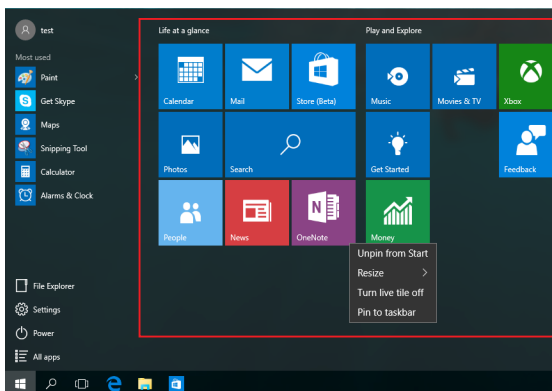 test
Most used
Paint
Get Skype
Maps
Snipping Tool
Calculator
Alarms & Clock
File Explorer
Settings
Power
All apps
Life at a glance
Calendar
Mail
Store (Beta)
Photos
Search
People
News
OneNote
Play and Explore
Music
Movies & TV
Xbox
Get Started
Feedback
Money
Unpin from Start
Resize
Turn live tile off
Pin to taskbar